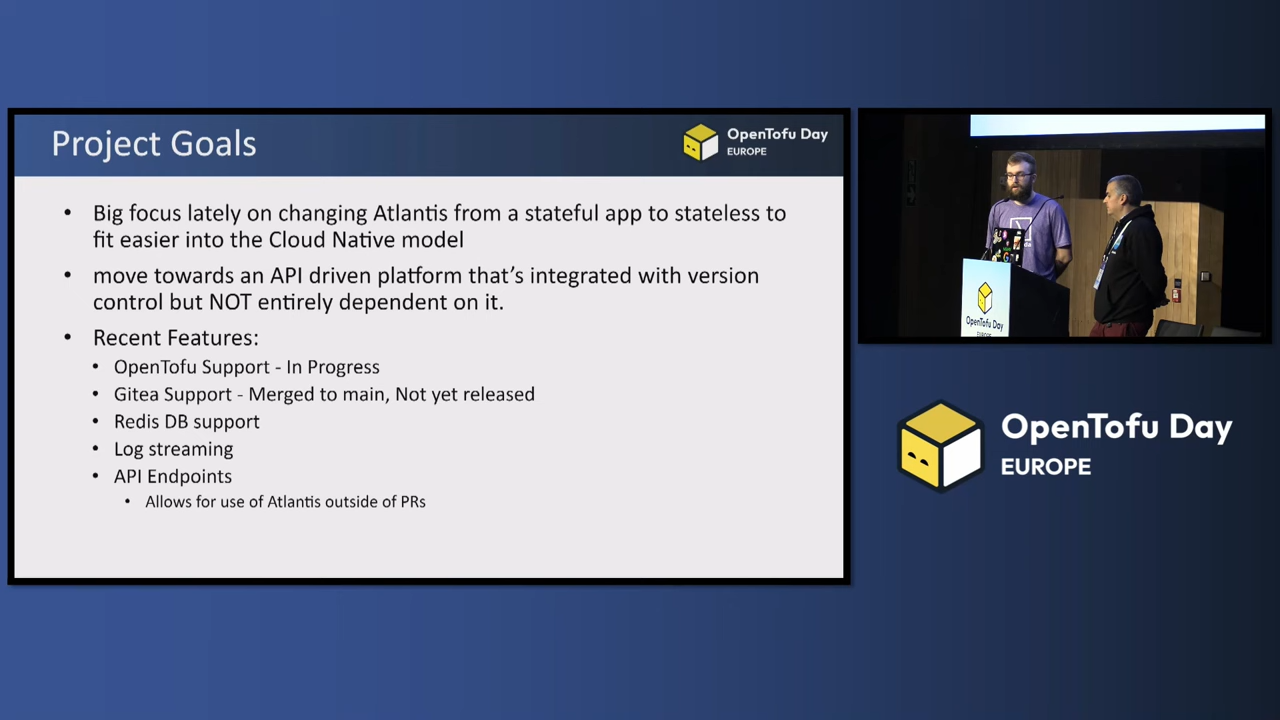 Project Goals
OpenTofu Day
EUROPE
• Big focus lately on changing Atlantis from a stateful app to stateless to
fit easier into the Cloud Native model
• move towards an API driven platform that's integrated with version
control but NOT entirely dependent on it.
• Recent Features:
• OpenTofu Support - In Progress
• Gitea Support - Merged to main, Not yet released
• Redis DB support
• Log streaming
• API Endpoints
• Allows for use of Atlantis outside of PRs
OpenTofu Day
EUROPE
OpenTofu Day
EUROPE